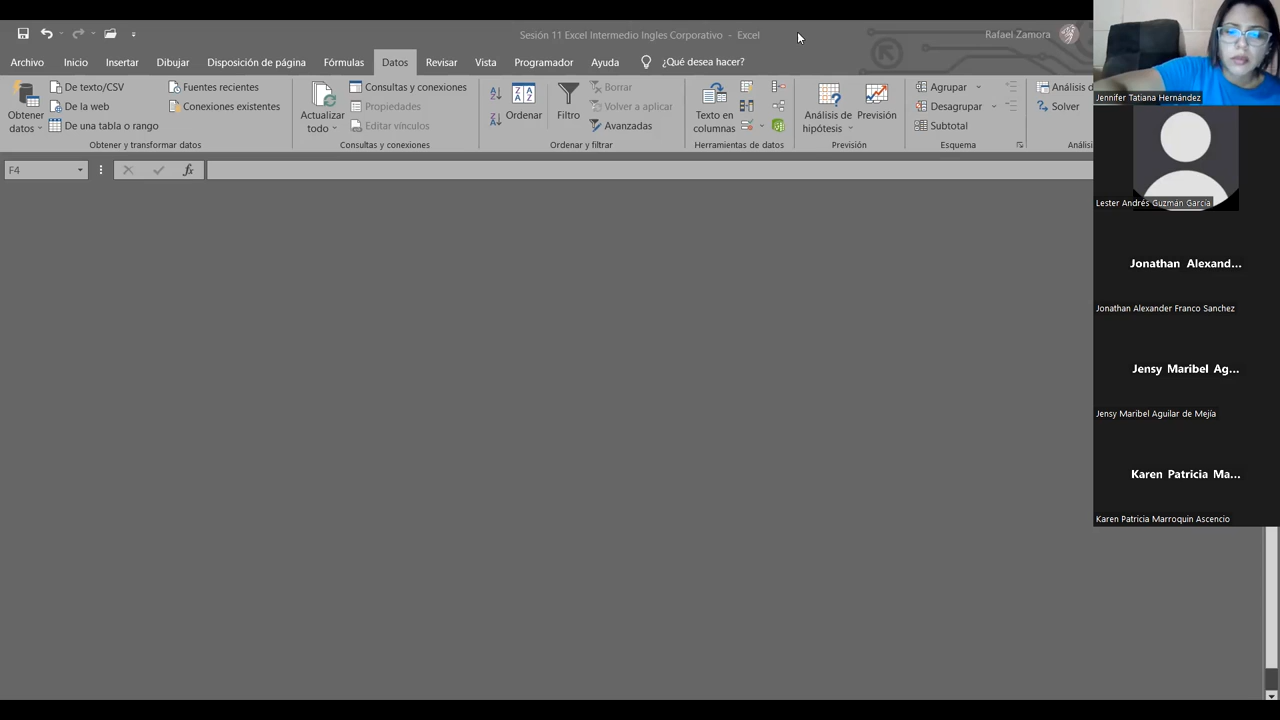 Sesión 11 Excel Intermedio Ingles Corporativo - Excel
Rafael Zamora
Archivo Inicio Insertar Dibujar Disposición de página Fórmulas Datos Revisar Vista Programador Ayuda ¿Qué desea hacer?
Obtener datos
De texto/CSV
De la web
De una tabla o rango
Fuentes recientes
Conexiones existentes
Obtener y transformar datos
Actualizar todo
Consultas y conexiones
Propiedades
Editar vínculos
Consultas y conexiones
Ordenar
Filtro
Borrar
Volver a aplicar
Avanzadas
Ordenar y filtrar
Texto en columnas
Herramientas de datos
Análisis de hipótesis
Previsión
Previsión
Agrupar
Desagrupar
Subtotal
Esquema
Análisis d
Solver
Anális
F4
fx
Jennifer Tatiana Hernández
Lester Andrés Guzmán García
Jonathan Alexand...
Jonathan Alexander Franco Sanchez
Jensy Maribel Ag...
Jensy Maribel Aguilar de Mejía
Karen Patricia Ma...
Karen Patricia Marroquin Ascencio